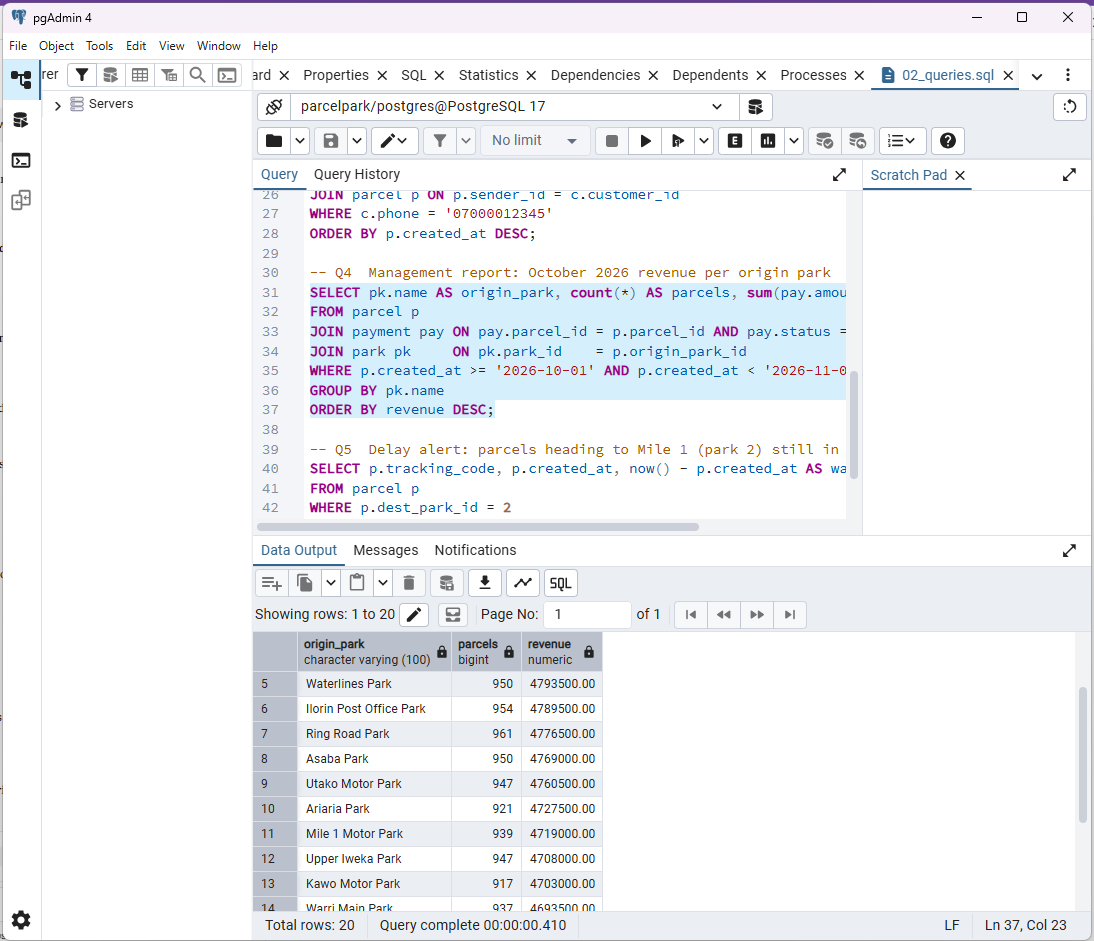 pgAdmin 4
File Object Tools Edit View Window Help
rer
Servers
ard Properties SQL Statistics Dependencies Dependents Processes 02_queries.sql
parcelpark/postgres@PostgreSQL 17
No limit
E
Query Query History
Scratch Pad
26 JOIN parcel p ON p.sender_id = c.customer_id
27 WHERE c.phone = '07000012345'
28 ORDER BY p.created_at DESC;
29
30 -- Q4  Management report: October 2026 revenue per origin park
31 SELECT pk.name AS origin_park, count(*) AS parcels, sum(pay.amou
32 FROM parcel p
33 JOIN payment pay ON pay.parcel_id = p.parcel_id AND pay.status =
34 JOIN park pk     ON pk.park_id    = p.origin_park_id
35 WHERE p.created_at >= '2026-10-01' AND p.created_at < '2026-11-0
36 GROUP BY pk.name
37 ORDER BY revenue DESC;
38
39 -- Q5  Delay alert: parcels heading to Mile 1 (park 2) still in
40 SELECT p.tracking_code, p.created_at, now() - p.created_at AS wa
41 FROM parcel p
42 WHERE p.dest_park_id = 2
Data Output Messages Notifications
SQL
Showing rows: 1 to 20 Page No: 1 of 1
origin_park parcels revenue
character varying (100) bigint numeric
5 Waterlines Park 950 4793500.00
6 Ilorin Post Office Park 954 4789500.00
7 Ring Road Park 961 4776500.00
8 Asaba Park 950 4769000.00
9 Utako Motor Park 947 4760500.00
10 Ariaria Park 921 4727500.00
11 Mile 1 Motor Park 939 4719000.00
12 Upper Iweka Park 947 4708000.00
13 Kawo Motor Park 917 4703000.00
14 Warri Main Park 937 4693500.00
Total rows: 20 Query complete 00:00:00.410 LF Ln 37, Col 23